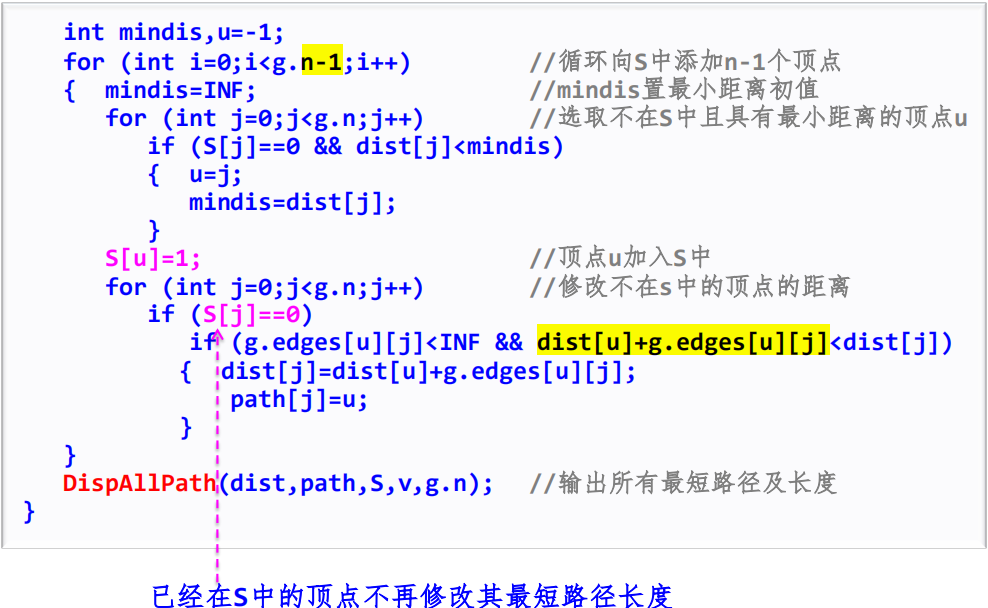 int mindis,u=-1;
for (int i=0;i<g.n-1;i++) //循环向S中添加n-1个顶点
{ mindis=INF; //mindis置最小距离初值
for (int j=0;j<g.n;j++) //选取不在S中且具有最小距离的顶点u
if (S[j]==0 && dist[j]<mindis)
{ u=j;
mindis=dist[j];
}
S[u]=1; //顶点u加入S中
for (int j=0;j<g.n;j++) //修改不在s中的顶点的距离
if (S[j]==0)
if (g.edges[u][j]<INF && dist[u]+g.edges[u][j]<dist[j])
{ dist[j]=dist[u]+g.edges[u][j];
path[j]=u;
}
}
DispAllPath(dist,path,S,v,g.n); //输出所有最短路径及长度
}
已经在S中的顶点不再修改其最短路径长度